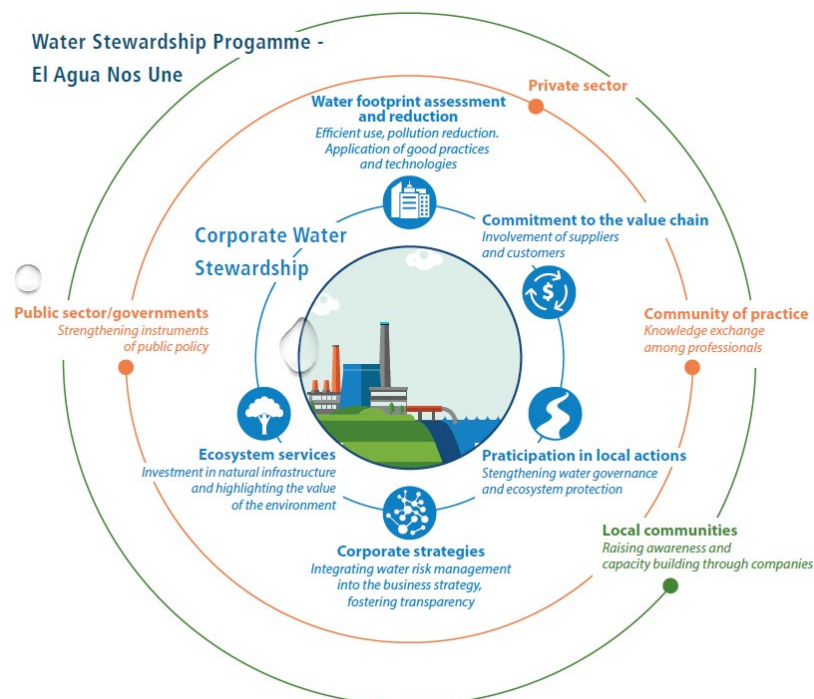 Water Stewardship Progamme -
El Agua Nos Une
Private sector
Water footprint assessment
and reduction
Efficient use, pollution reduction.
Application of good practices
and technologies
Commitment to the value chain
Involvement of suppliers
and customers
Corporate Water
Stewardship
$
Public sector/governments
Strengthening instruments
of public policy
Community of practice
Knowledge exchange
among professionals
Ecosystem services
Investment in natural infrastructure
and highlighting the value
of the environment
Praticipation in local actions
Stengthening water governance
and ecosystem protection
Corporate strategies
Integrating water risk management
into the business strategy,
fostering transparency
Local communities
Raising awareness and
capacity building through companies